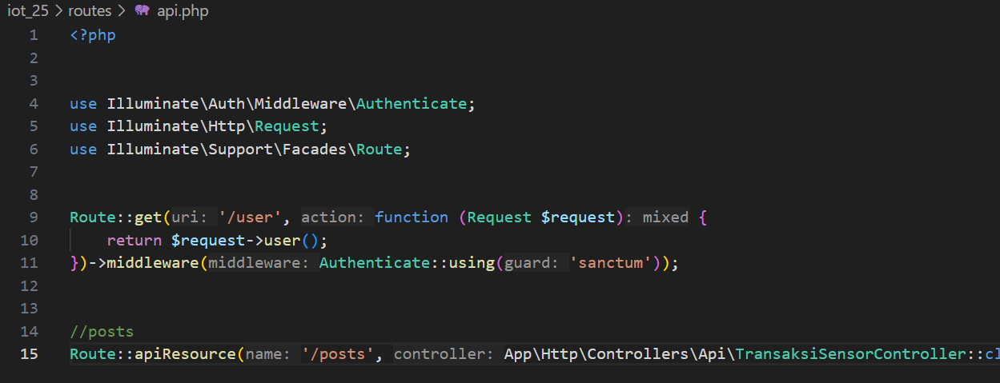 iot_25 > routes > api.php
1 <?php
2
3
4 use Illuminate\Auth\Middleware\Authenticate;
5 use Illuminate\Http\Request;
6 use Illuminate\Support\Facades\Route;
7
8
9 Route::get(uri: '/user', action: function (Request $request): mixed {
10 return $request->user();
11 })->middleware(middleware: Authenticate::using(guard: 'sanctum'));
12
13
14 //posts
15 Route::apiResource(name: '/posts', controller: App\Http\Controllers\Api\TransaksiSensorController::cl